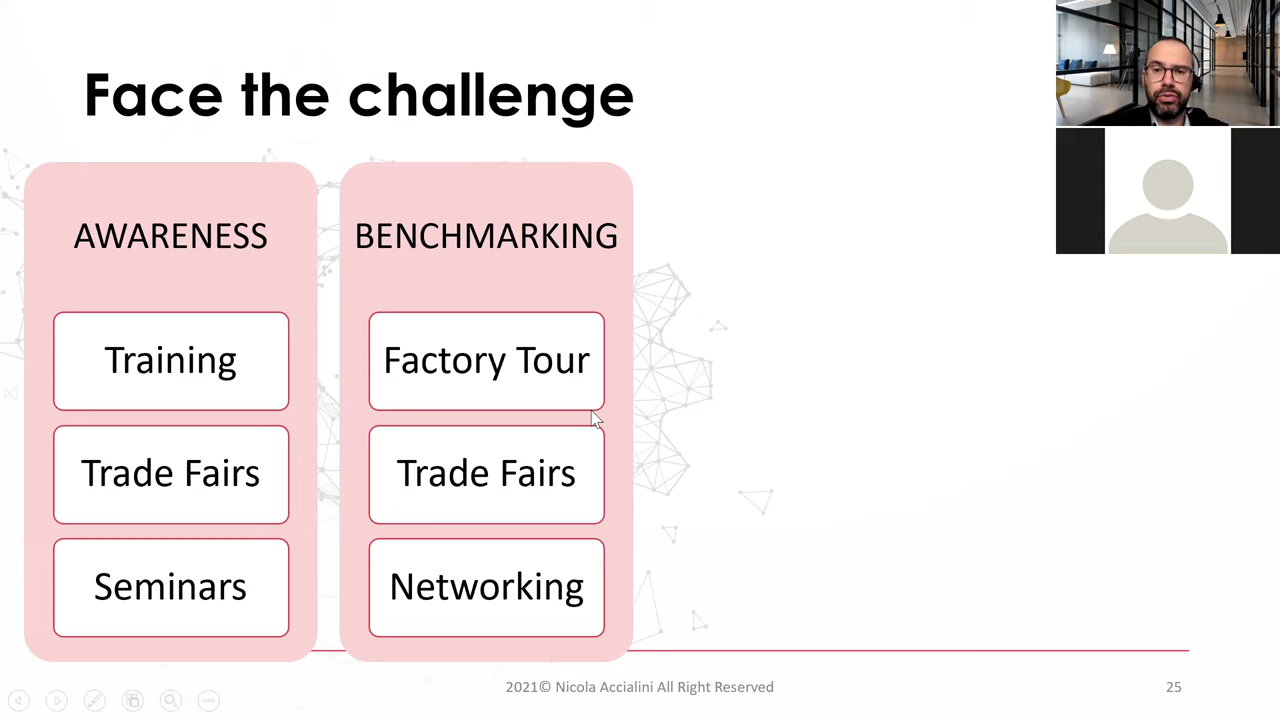 Face the challenge
AWARENESS
Training
Trade Fairs
Seminars
BENCHMARKING
Factory Tour
Trade Fairs
Networking
2021© Nicola Accialini All Right Reserved
25